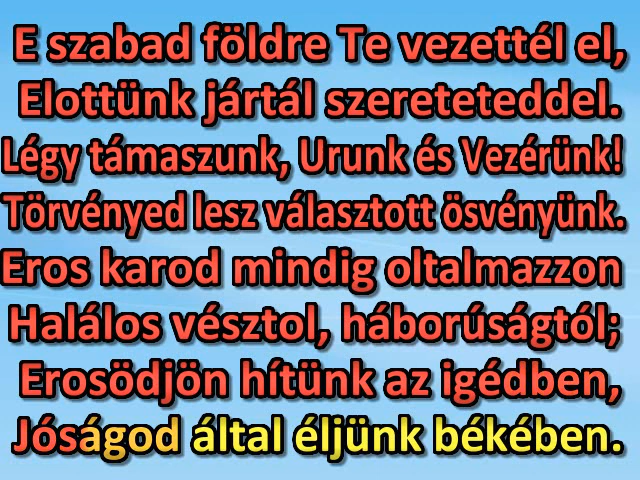 E szabad földre Te vezettél el,
Elottünk jártál szereteteddel.
Légy támaszunk, Urunk és Vezérünk!
Törvényed lesz választott ösvényünk.
Eros karod mindig oltalmazzon
Halálos vésztol, háborúságtól;
Erosödjön hítünk az igédben,
Jóságod által éljünk békében.